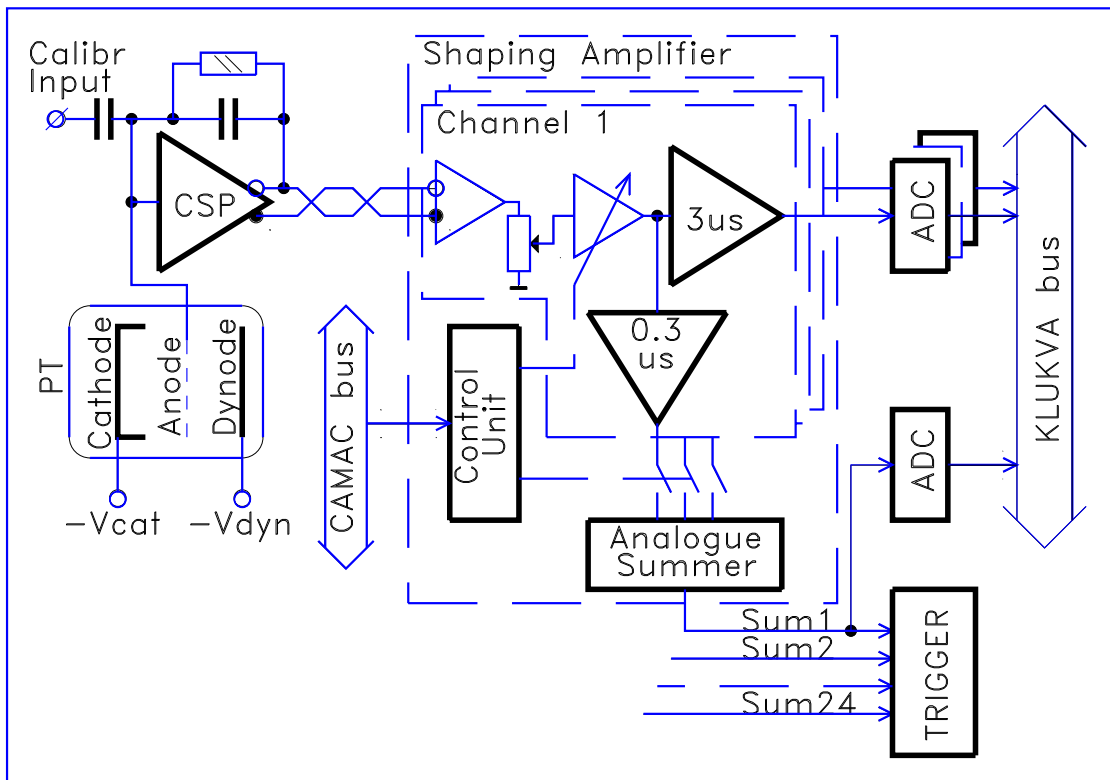 Calibr
Input
Shaping Amplifier
Channel 1
CSP
3us
ADC
0.3
us
PT
Cathode
Anode
Dynode
-Vcat
-Vdyn
CAMAC bus
Control
Unit
Analogue
Summer
ADC
KLUKVA bus
Sum1
Sum2
Sum24
TRIGGER